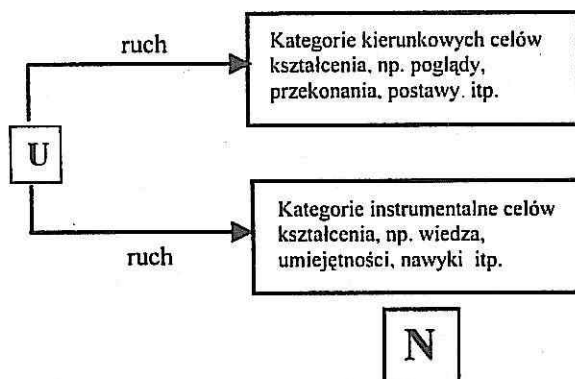 ruch
Kategorie kierunkowych celów
kształcenia, np. poglądy,
przekonania, postawy. itp.
U
Kategorie instrumentalne celów
kształcenia, np. wiedza,
umiejętności, nawyki itp.
ruch
N